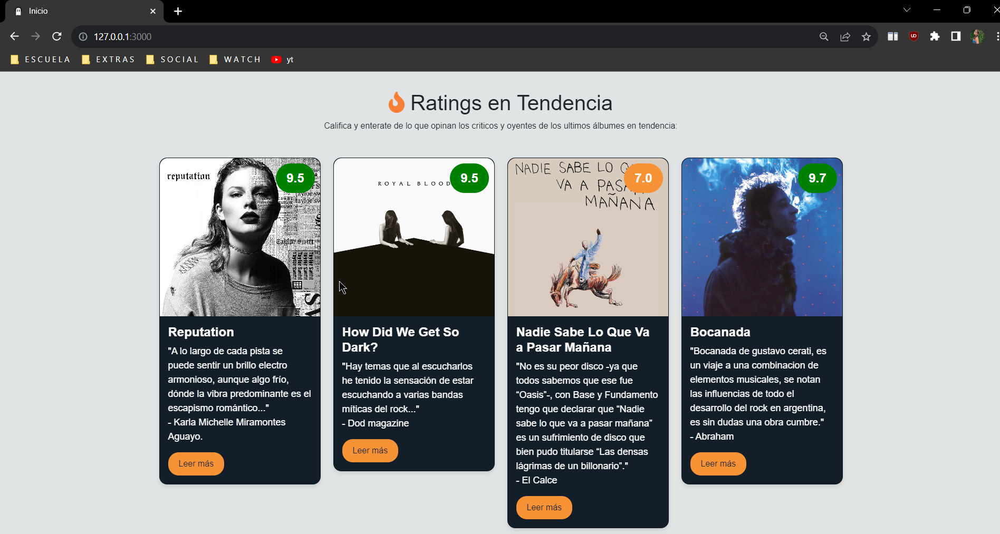 Inicio
127.0.0.1:3000
ESCUELA
EXTRAS
SOCIAL
WATCH
yt
Ratings en Tendencia
Califica y enterate de lo que opinan los criticos y oyentes de los ultimos álbumes en tendencia:
reputation
9.5
Reputation
"A lo largo de cada pista se
puede sentir un brillo electro
armonioso, aunque algo frío,
dónde la vibra predominante es el
escapismo romántico..."
- Karla Michelle Miramontes
Aguayo.
Leer más
ROYAL BLOOD
9.5
How Did We Get So
Dark?
"Hay temas que al escucharlos
he tenido la sensación de estar
escuchando a varias bandas
míticas del rock..."
- Dod magazine
Leer más
NADIE SABE LO
VA A
MAÑANA
7.0
Nadie Sabe Lo Que Va
a Pasar Mañana
"No es su peor disco -ya que
todos sabemos que ese fue
“Oasis”-, con Base y Fundamento
tengo que declarar que “Nadie
sabe lo que va a pasar mañana”
es un sufrimiento de disco que
bien pudo titularse “Las densas
lágrimas de un billonario”."
- El Calce
Leer más
9.7
Bocanada
"Bocanada de gustavo cerati, es
un viaje a una combinacion de
elementos musicales, se notan
las influencias de todo el
desarrollo del rock en argentina,
es sin dudas una obra cumbre."
- Abraham
Leer más